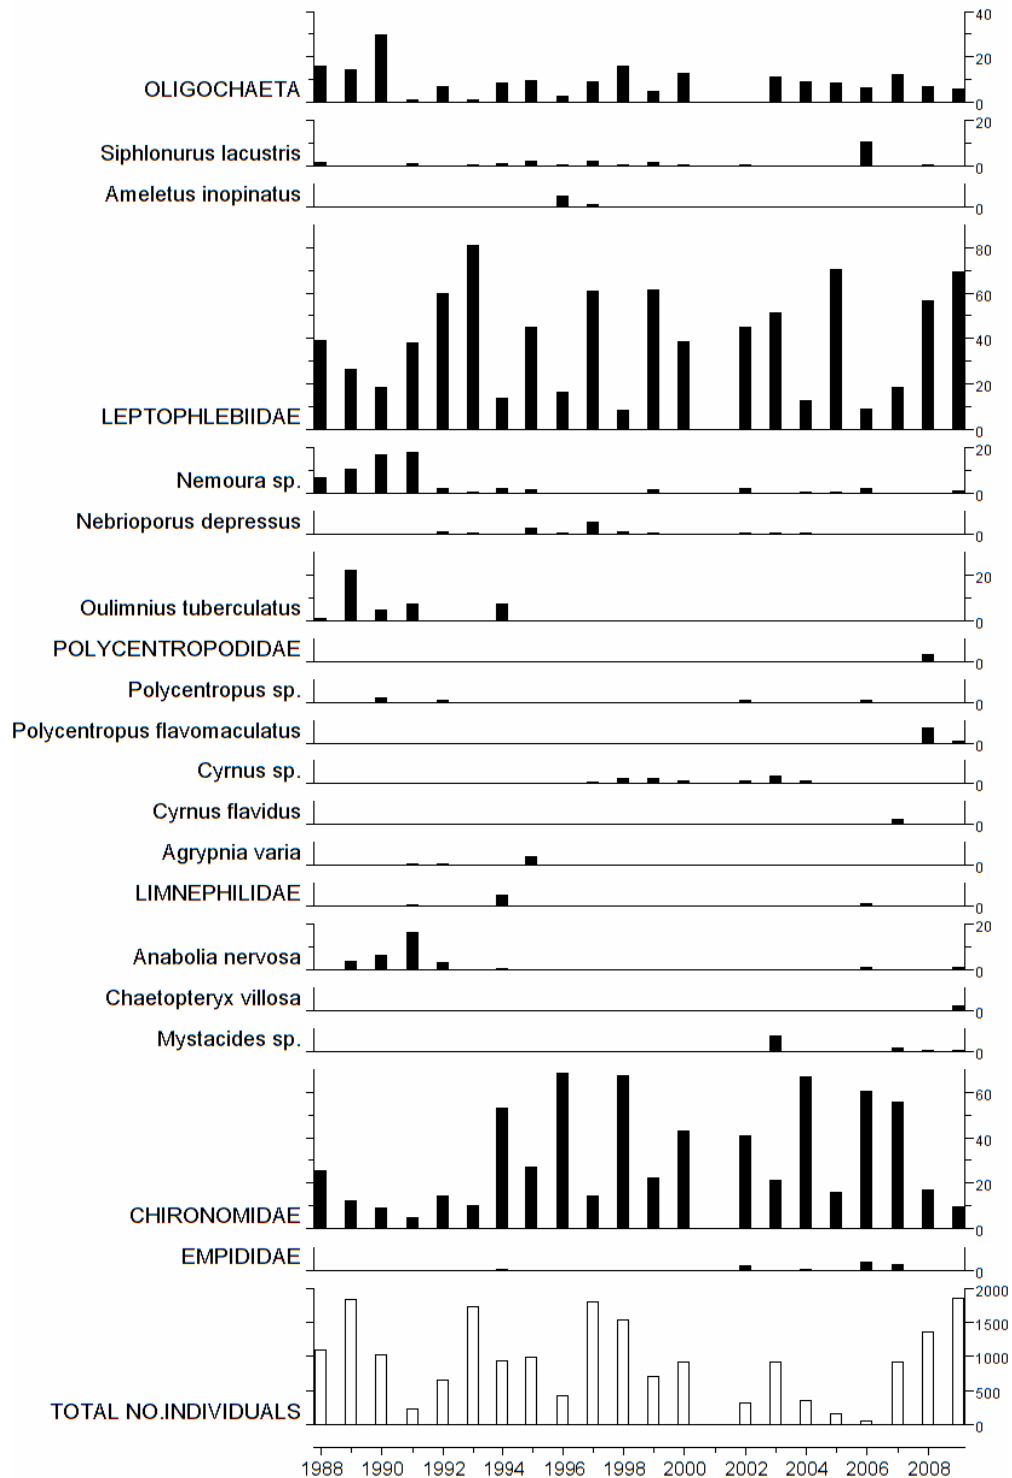 40
20
OLIGOCHAETA
0
20
Siphlonurus lacustris
0
Ameletus inopinatus
0
80
60
40
20
LEPTOPHLEBIIDAE
0
20
Nemoura sp.
0
Nebrioporus depressus
0
20
Oulimnius tuberculatus
0
POLYCENTROPODIDAE
0
Polycentropus sp.
0
Polycentropus flavomaculatus
0
Cyrnus sp.
0
Cyrnus flavidus
0
Agrypnia varia
0
LIMNEPHILIDAE
0
20
Anabolia nervosa
0
Chaetopteryx villosa
0
Mystacides sp.
0
60
40
20
CHIRONOMIDAE
0
EMPIDIDAE
0
2000
1500
1000
500
TOTAL NO.INDIVIDUALS
0
1988 1990 1992 1994 1996 1998 2000 2002 2004 2006 2008